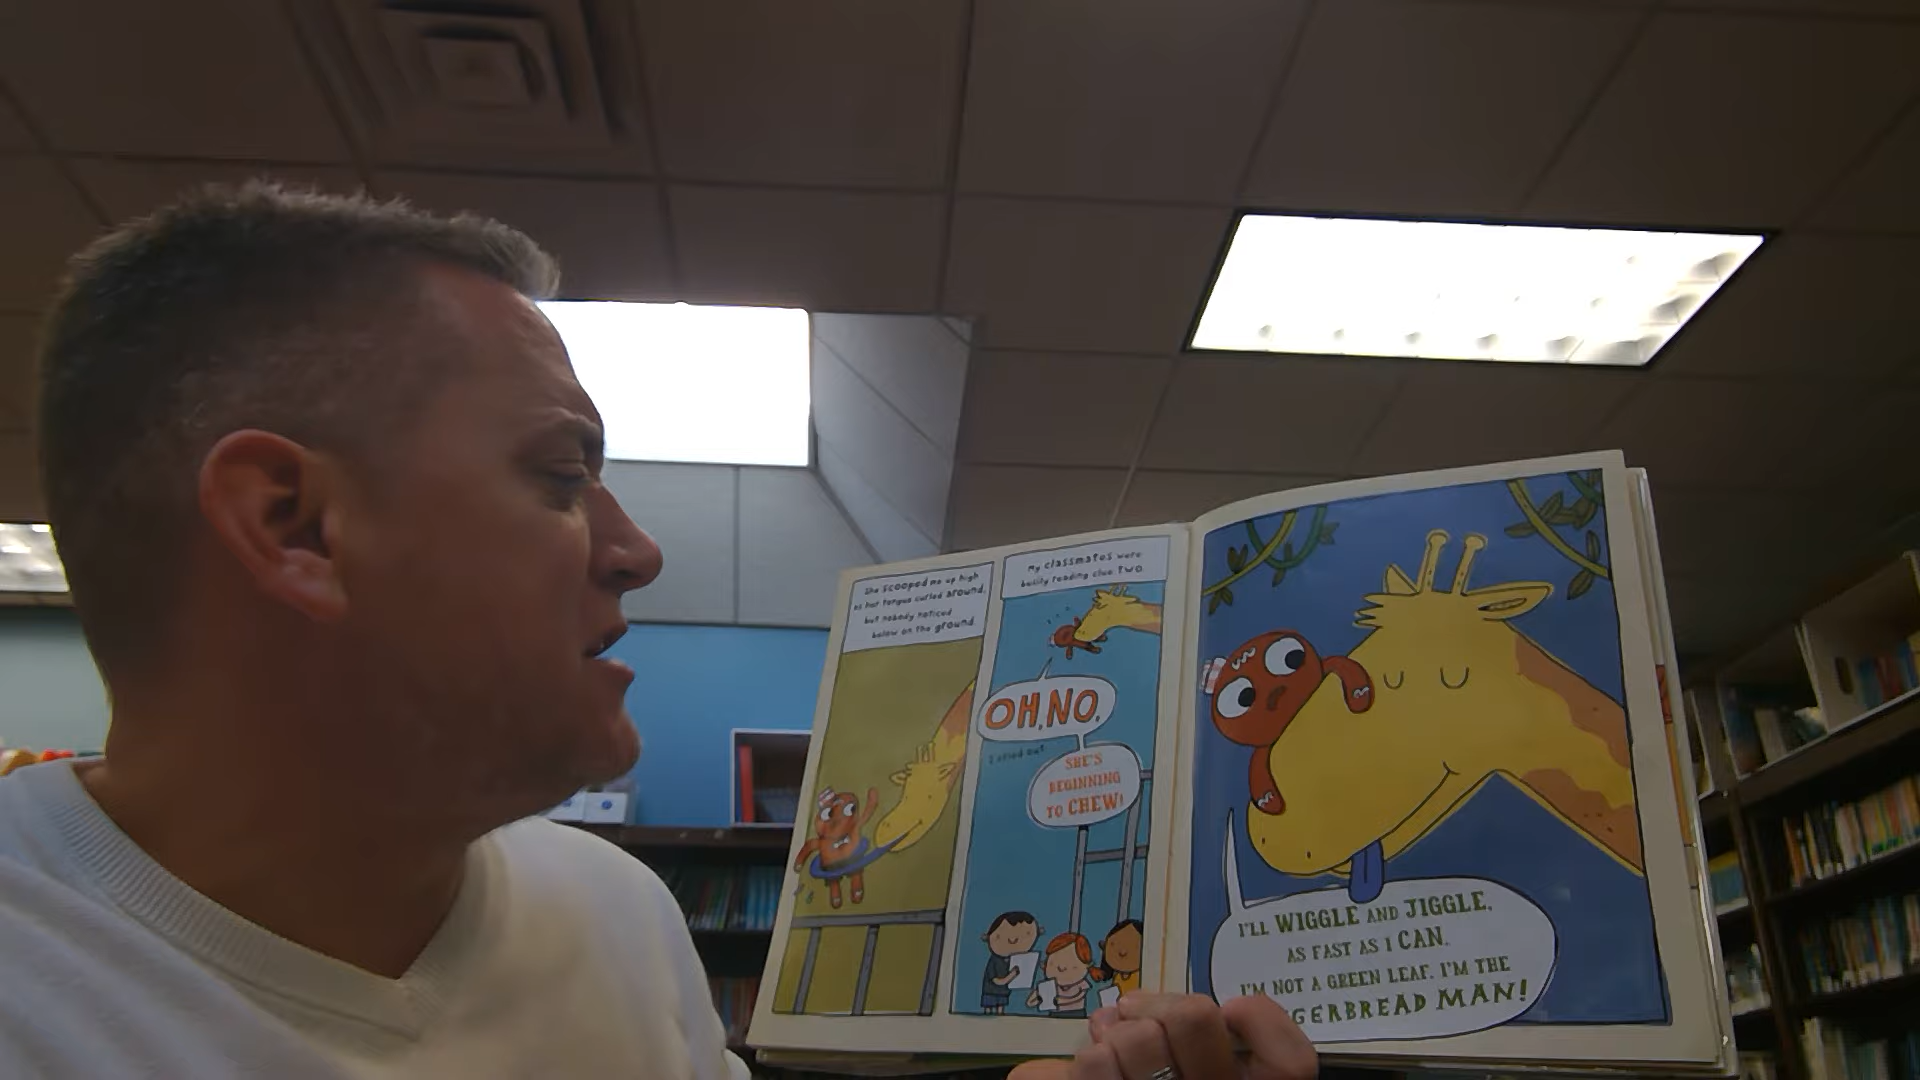 She scooped me up high
as her tongue curled around,
but nobody noticed
below on the ground.
My classmates were
busily reading clue TWO.
OH, NO,
I cried out.
SHE'S
BEGINNING
TO CHEW!
I'LL WIGGLE AND JIGGLE,
AS FAST AS I CAN.
I'M NOT A GREEN LEAF. I'M THE
GERBREAD MAN!